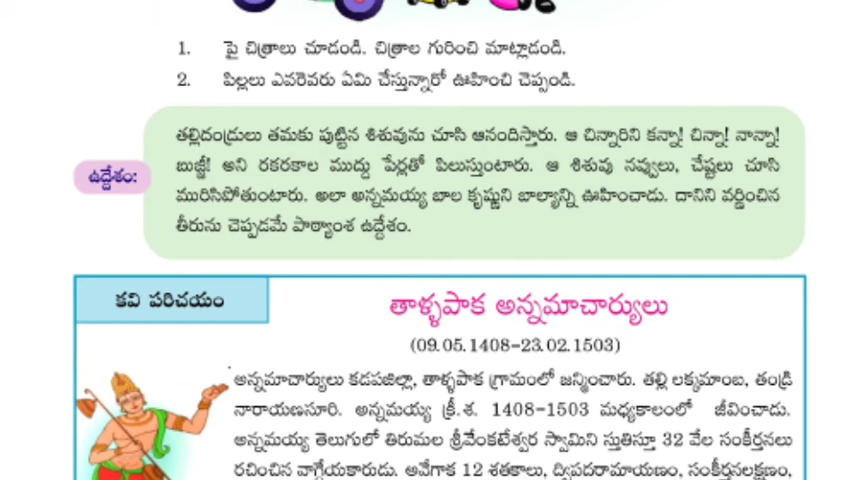 1. పై చిత్రాలు చూడండి. చిత్రాల గురించి మాట్లాడండి.
2. పిల్లలు ఎవరెవరు ఏమి చేస్తున్నారో ఊహించి చెప్పండి.
ఉద్దేశం:
తల్లిదండ్రులు తమకు పుట్టిన శిశువును చూసి ఆనందిస్తారు. ఆ చిన్నారిని కన్నా! చిన్నా! నాన్నా!
బుజ్జీ! అని రకరకాల ముద్దు పేర్లతో పిలుస్తుంటారు. ఆ శిశువు నవ్వులు, చేష్టలు చూసి
మురిసిపోతుంటారు. అలా అన్నమయ్య బాల కృష్ణుని బాల్యాన్ని ఊహించాడు. దానిని వర్ణించిన
తీరును చెప్పడమే పాఠ్యాంశ ఉద్దేశం.
కవి పరిచయం
తాళ్ళపాక అన్నమాచార్యులు
(09.05.1408-23.02.1503)
అన్నమాచార్యులు కడపజిల్లా, తాళ్ళపాక గ్రామంలో జన్మించారు. తల్లి లక్కమాంబ, తండ్రి
నారాయణసూరి. అన్నమయ్య క్రీ.శ. 1408-1503 మధ్యకాలంలో జీవించాడు.
అన్నమయ్య తెలుగులో తిరుమల శ్రీవేంకటేశ్వర స్వామిని స్తుతిస్తూ 32 వేల సంకీర్తనలు
రచించిన వాగ్గేయకారుడు. అవేగాక 12 శతకాలు, ద్విపదరామాయణం, సంకీర్తనలక్షణం,